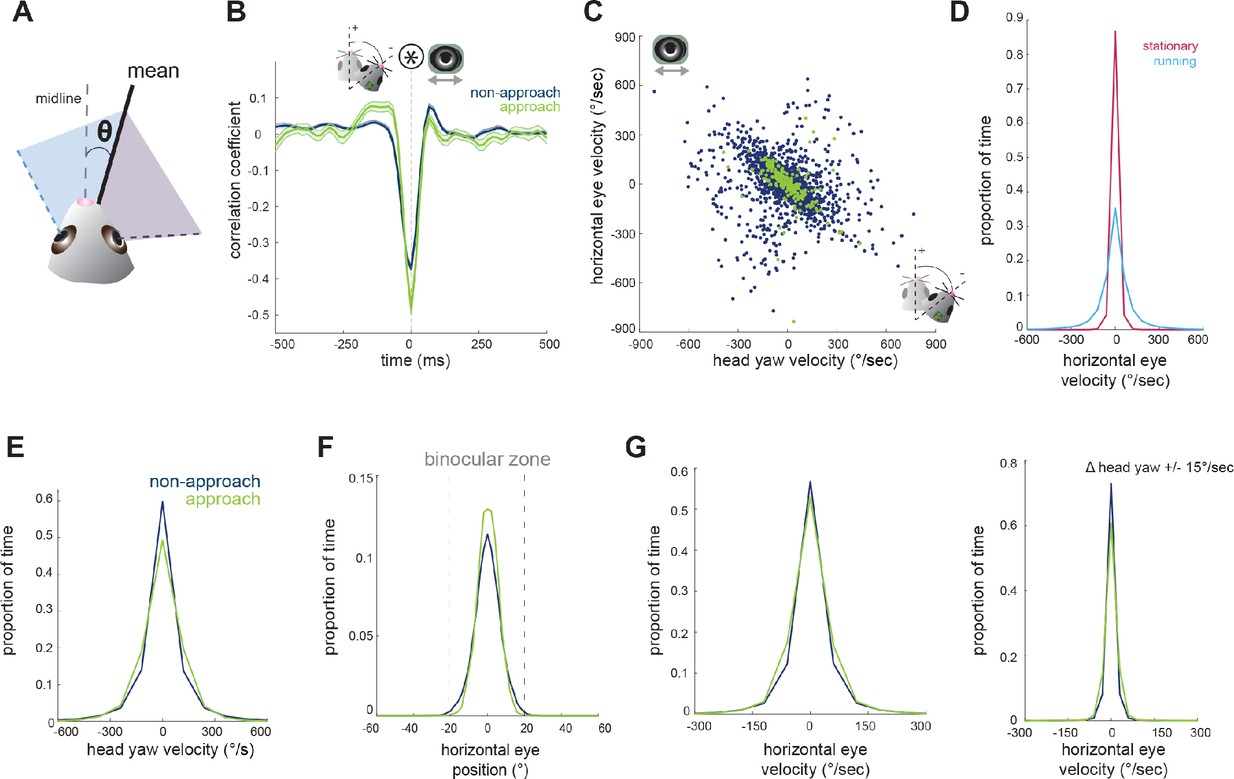 A
midline
mean
θ
B
+
-
*
non-approach
approach
correlation coefficient
0.1
0
-0.1
-0.2
-0.3
-0.4
-0.5
-500
-250
0
250
500
time (ms)
C
horizontal eye velocity (°/sec)
900
600
300
0
-300
-600
-900
-900
-600
-300
0
300
600
900
head yaw velocity (°/sec)
+
-
D
stationary
running
proportion of time
0.9
0.8
0.7
0.6
0.5
0.4
0.3
0.2
0.1
0
-600
-300
0
300
600
horizontal eye
velocity (°/sec)
E
non-approach
approach
proportion of time
0.6
0.5
0.4
0.3
0.2
0.1
0
-600
-300
0
300
600
head yaw velocity (°/s)
F
binocular zone
proportion of time
0.15
0.1
0.05
0
-60
-40
-20
0
20
40
60
horizontal eye
position (°)
G
proportion of time
0.6
0.5
0.4
0.3
0.2
0.1
0
-300
-150
0
150
300
horizontal eye
velocity (°/sec)
Δ head yaw +/- 15°/sec
proportion of time
0.8
0.6
0.4
0.2
0
-300
-150
0
150
300
horizontal eye
velocity (°/sec)